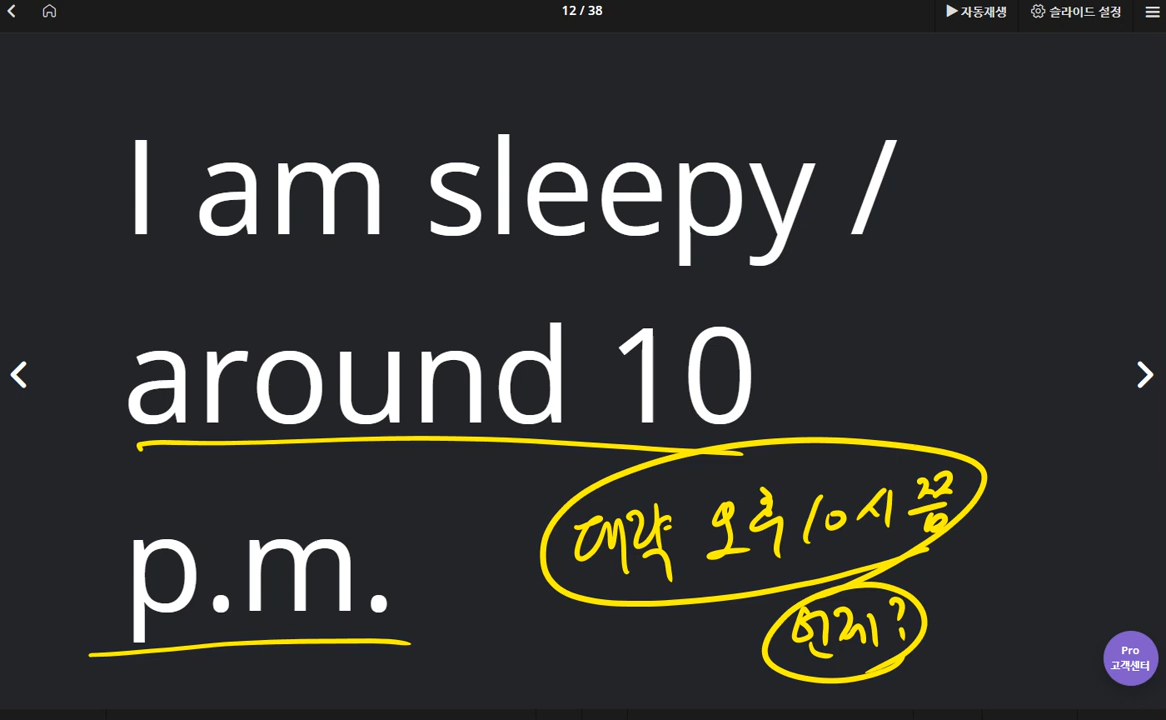 12 / 38
▶자동재생
슬라이드 설정
I am sleepy /
around 10
p.m.
대략 오후 10시쯤
언제?
Pro
고객센터